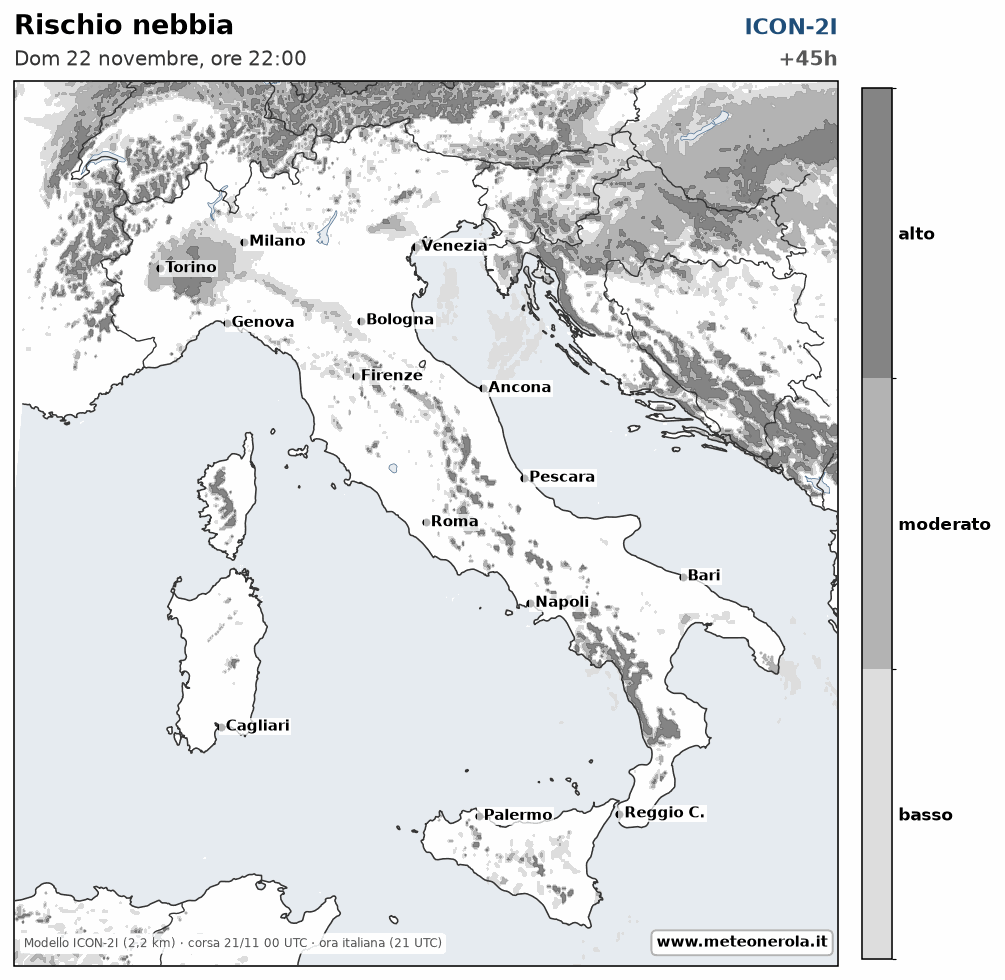 Rischio nebbia
ICON-2I
Dom 22 novembre, ore 22:00
+45h
alto
moderato
basso
Milano
Venezia
Torino
Genova
Bologna
Firenze
Ancona
Pescara
Roma
Bari
Napoli
Cagliari
Palermo
Reggio C.
Modello ICON-2I (2,2 km) · corsa 21/11 00 UTC · ora italiana (21 UTC)
www.meteonerola.it